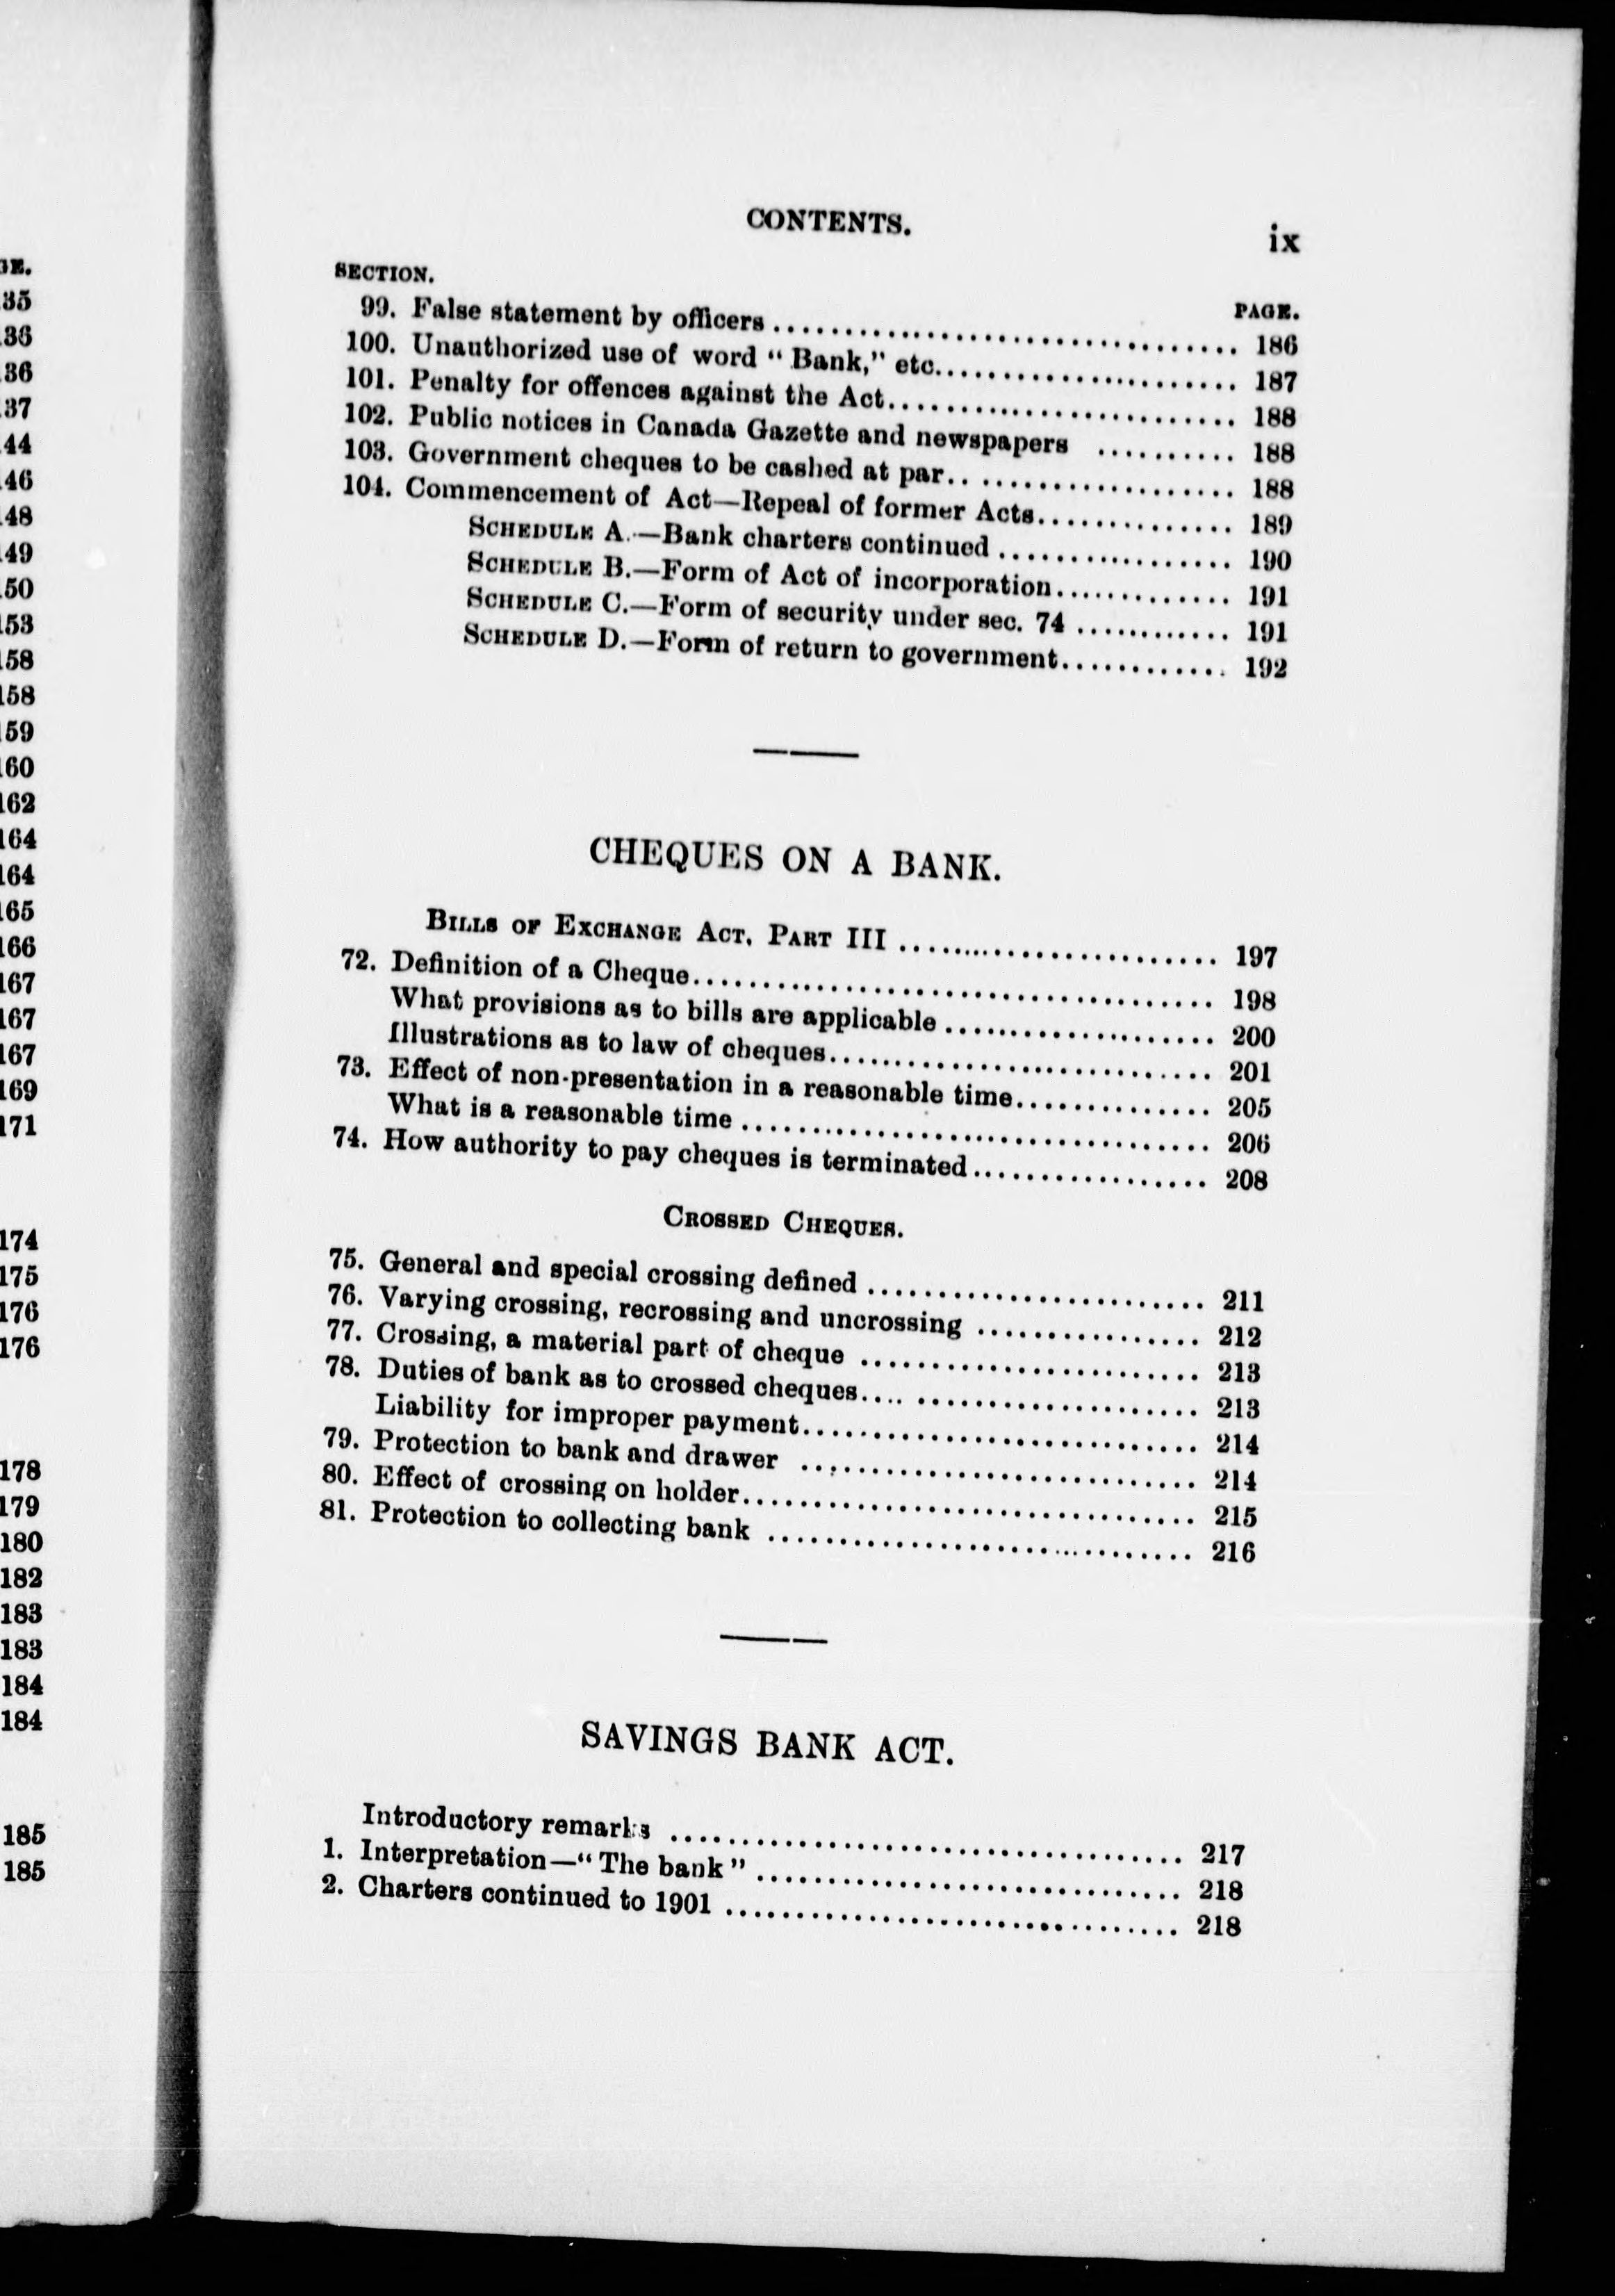 CONTENTS.
ix
SECTION.
PAGE.
99. False statement by officers ........ 186
100. Unauthorized use of word “ Bank,” etc........ 187
101. Penalty for offences against the Act........ 188
102. Public notices in Canada Gazette and newspapers ........ 188
103. Government cheques to be cashed at par........ 188
104. Commencement of Act—Repeal of former Acts........ 189
SCHEDULE A.—Bank charters continued ........ 190
SCHEDULE B.—Form of Act of incorporation........ 191
SCHEDULE C.—Form of security under sec. 74 ........ 191
SCHEDULE D.—Form of return to government........ 192
CHEQUES ON A BANK.
BILLS OF EXCHANGE ACT, PART III ........ 197
72. Definition of a Cheque........ 198
What provisions as to bills are applicable ........ 200
Illustrations as to law of cheques........ 201
73. Effect of non-presentation in a reasonable time........ 205
What is a reasonable time ........ 206
74. How authority to pay cheques is terminated........ 208
CROSSED CHEQUES.
75. General and special crossing defined ........ 211
76. Varying crossing, recrossing and uncrossing ........ 212
77. Crossing, a material part of cheque ........ 213
78. Duties of bank as to crossed cheques........ 213
Liability for improper payment........ 214
79. Protection to bank and drawer ........ 214
80. Effect of crossing on holder........ 215
81. Protection to collecting bank ........ 216
SAVINGS BANK ACT.
Introductory remarks ........ 217
1. Interpretation—“ The bank ” ........ 218
2. Charters continued to 1901 ........ 218